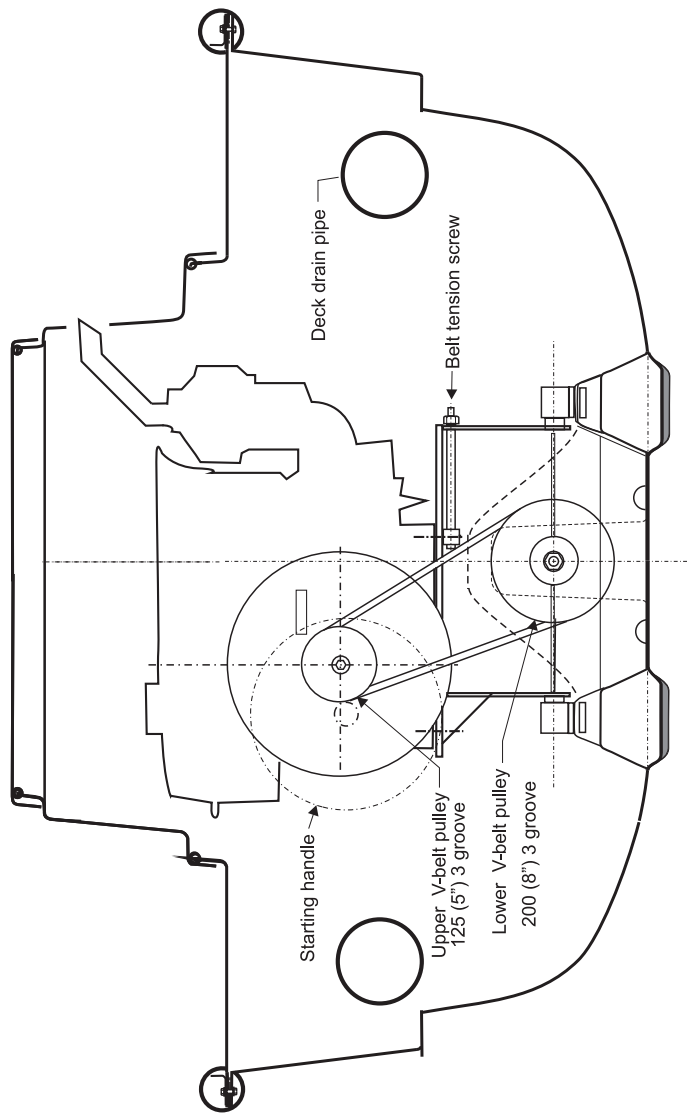 Deck drain pipe
Belt tension screw
Starting handle
Upper V-belt pulley
125 (5”) 3 groove
Lower V-belt pulley
200 (8”) 3 groove